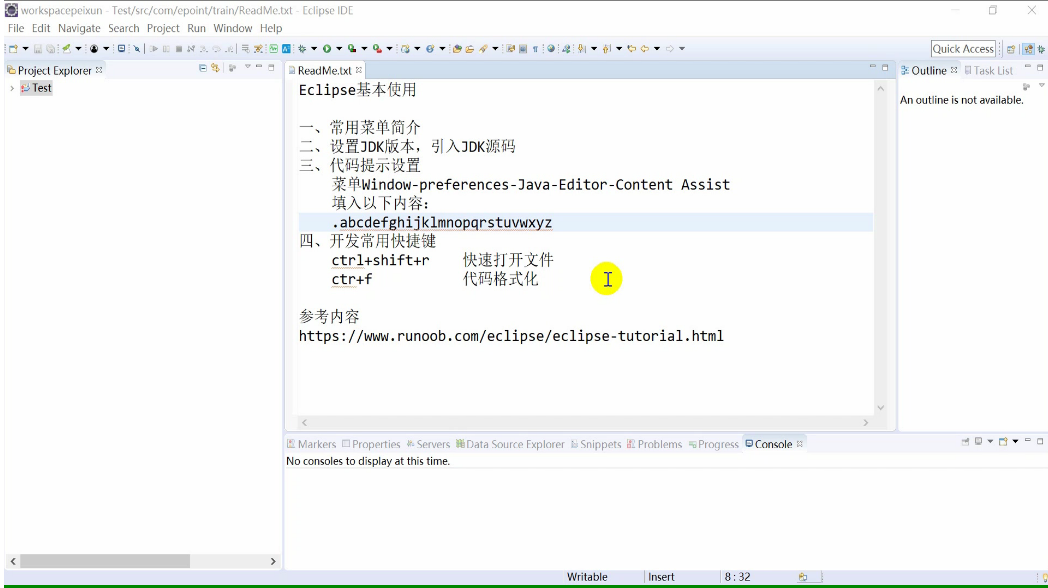 workspacepeixun - Test/src/com/epoint/train/ReadMe.txt - Eclipse IDE
File Edit Navigate Search Project Run Window Help
Quick Access
Project Explorer
Test
ReadMe.txt
Eclipse基本使用
一、常用菜单简介
二、设置JDK版本，引入JDK源码
三、代码提示设置
菜单Window-preferences-Java-Editor-Content Assist
填入以下内容：
.abcdefghijklmnopqrstuvwxyz
四、开发常用快捷键
ctrl+shift+r 快速打开文件
ctr+f 代码格式化
参考内容
https://www.runoob.com/eclipse/eclipse-tutorial.html
Outline Task List
An outline is not available.
Markers Properties Servers Data Source Explorer Snippets Problems Progress Console
No consoles to display at this time.
Writable Insert 8 : 32